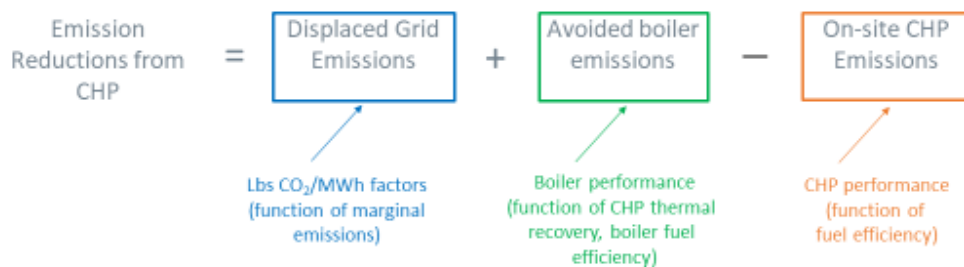 Emission
Reductions from
CHP
=
Displaced Grid
Emissions
+
Avoided boiler
emissions
−
On-site CHP
Emissions
Lbs CO₂/MWh factors
(function of marginal
emissions)
Boiler performance
(function of CHP thermal
recovery, boiler fuel
efficiency)
CHP performance
(function of
fuel efficiency)